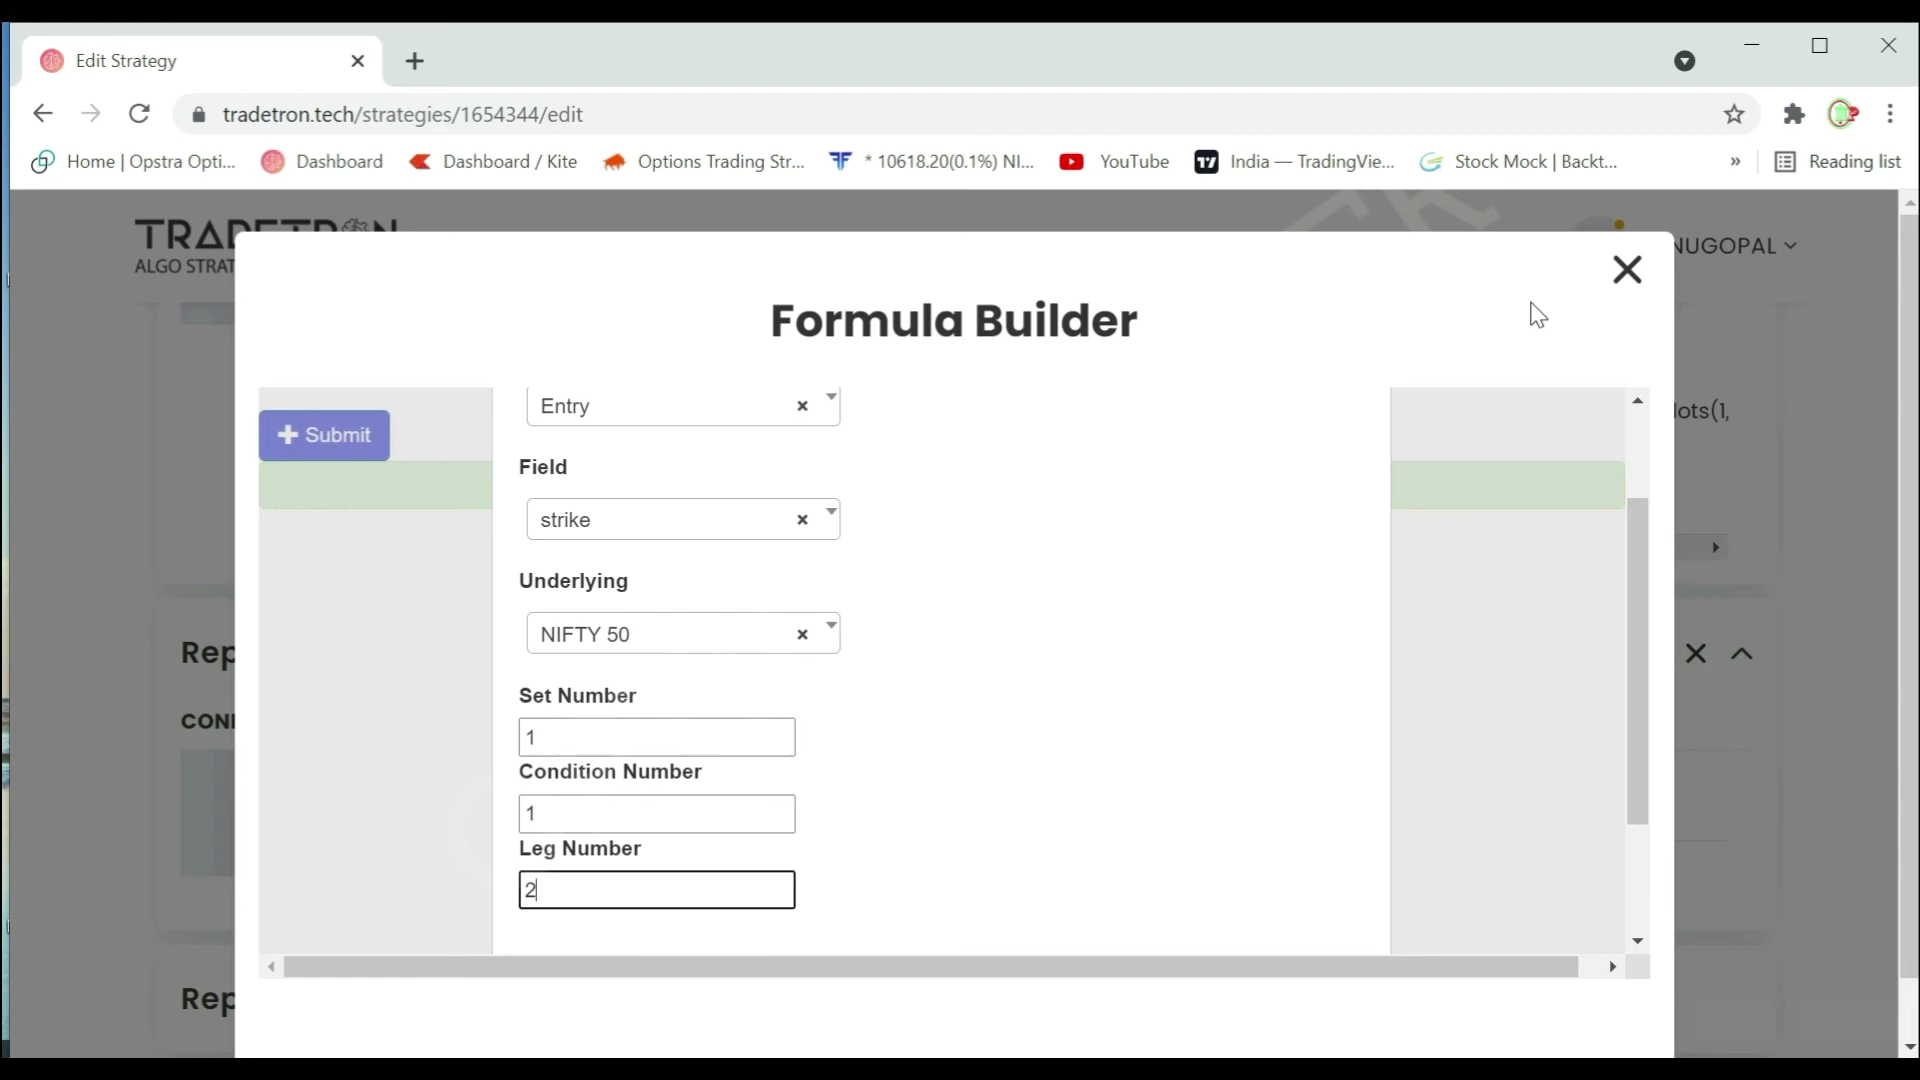 Edit Strategy
tradetron.tech/strategies/1654344/edit
Home | Opstra Opti... Dashboard Dashboard / Kite Options Trading Str... * 10618.20(0.1%) NI... YouTube India — TradingVie... Stock Mock | Backt... » Reading list
TRADETRON
ALGO STRAT
NUGOPAL
Formula Builder
Entry
lots(1,
Submit
Field
strike
Underlying
NIFTY 50
Rep
Set Number
CON
1
Condition Number
1
Leg Number
2
Rep